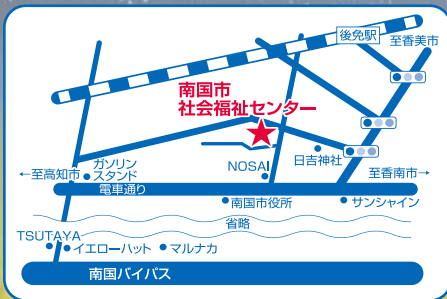 後免駅
至香美市
南国市
社会福祉センター
←至高知市
ガソリン
スタンド
NOSAI
日吉神社
至香南市→
電車通り
南国市役所
サンシャイン
省略
TSUTAYA
イエローハット
マルナカ
南国バイパス